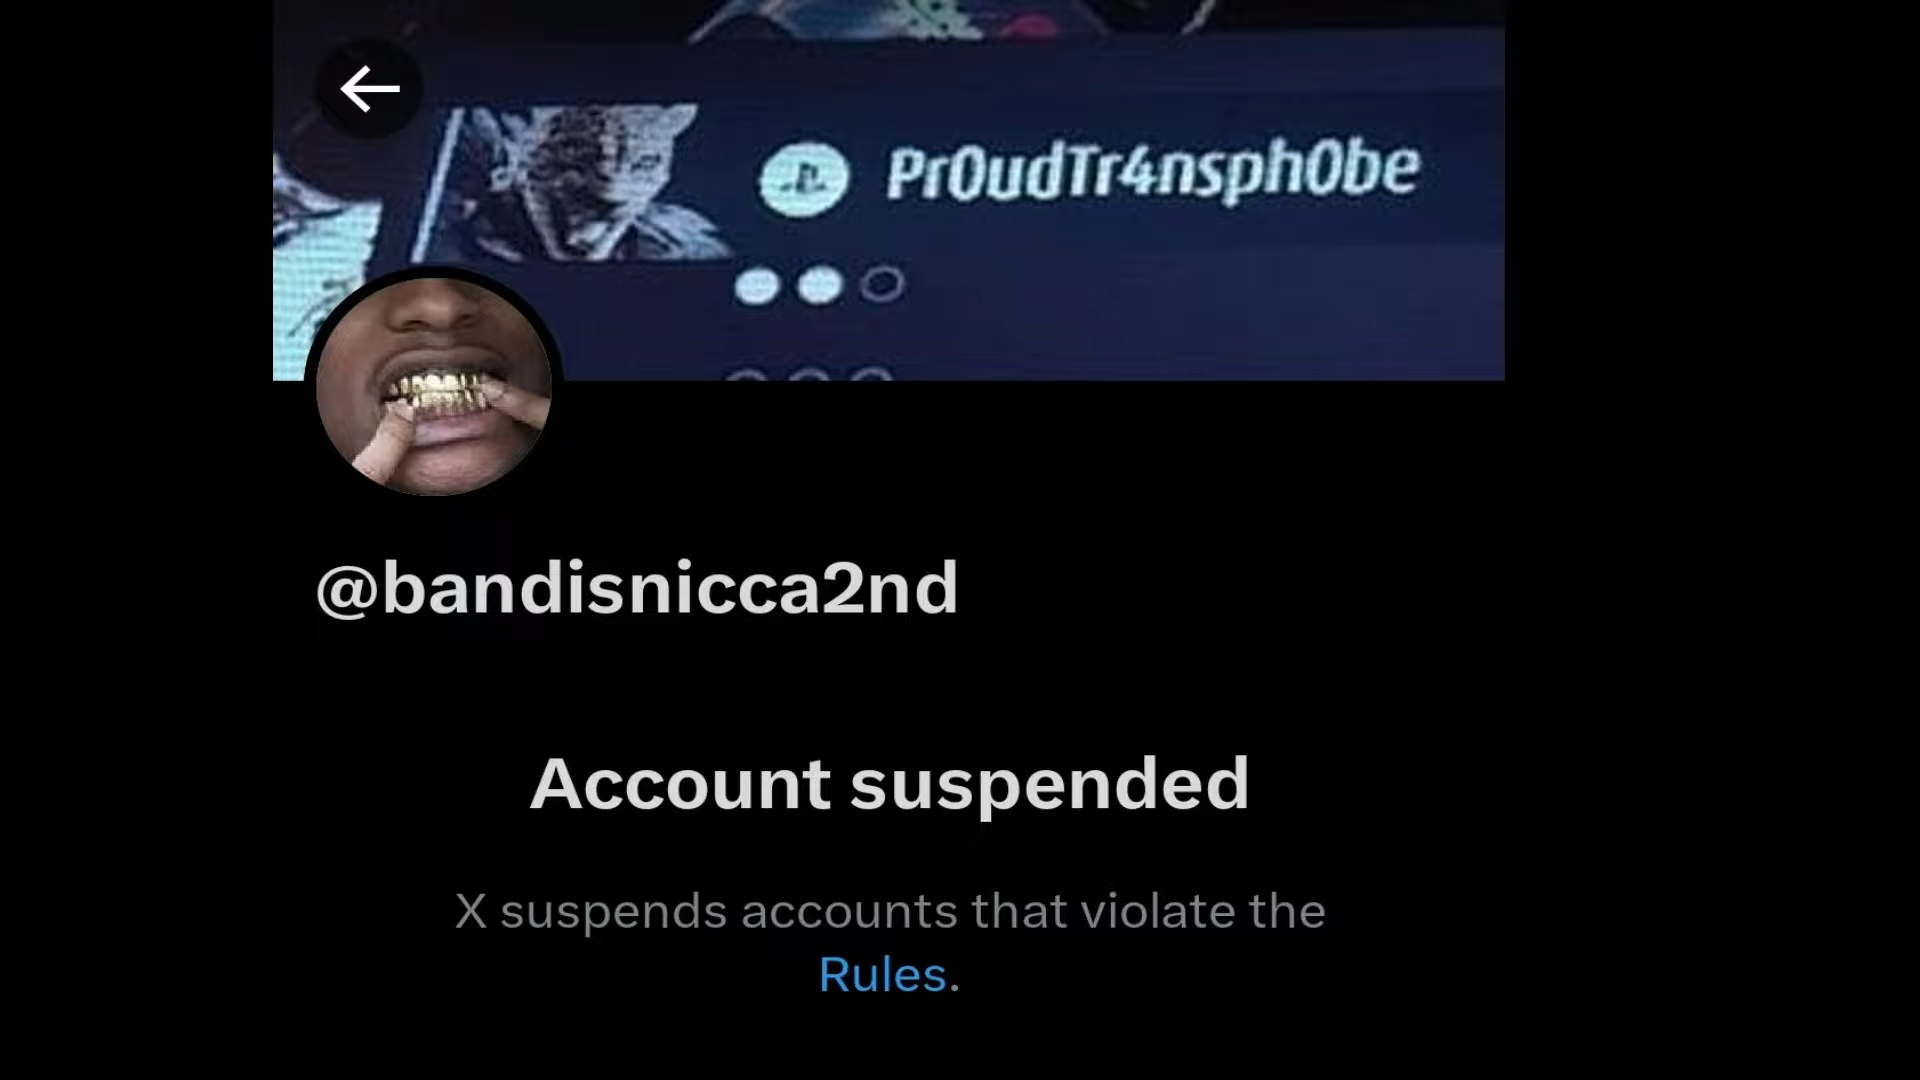 Pr0udTr4nsph0be
@bandisnicca2nd
Account suspended
X suspends accounts that violate the
Rules.